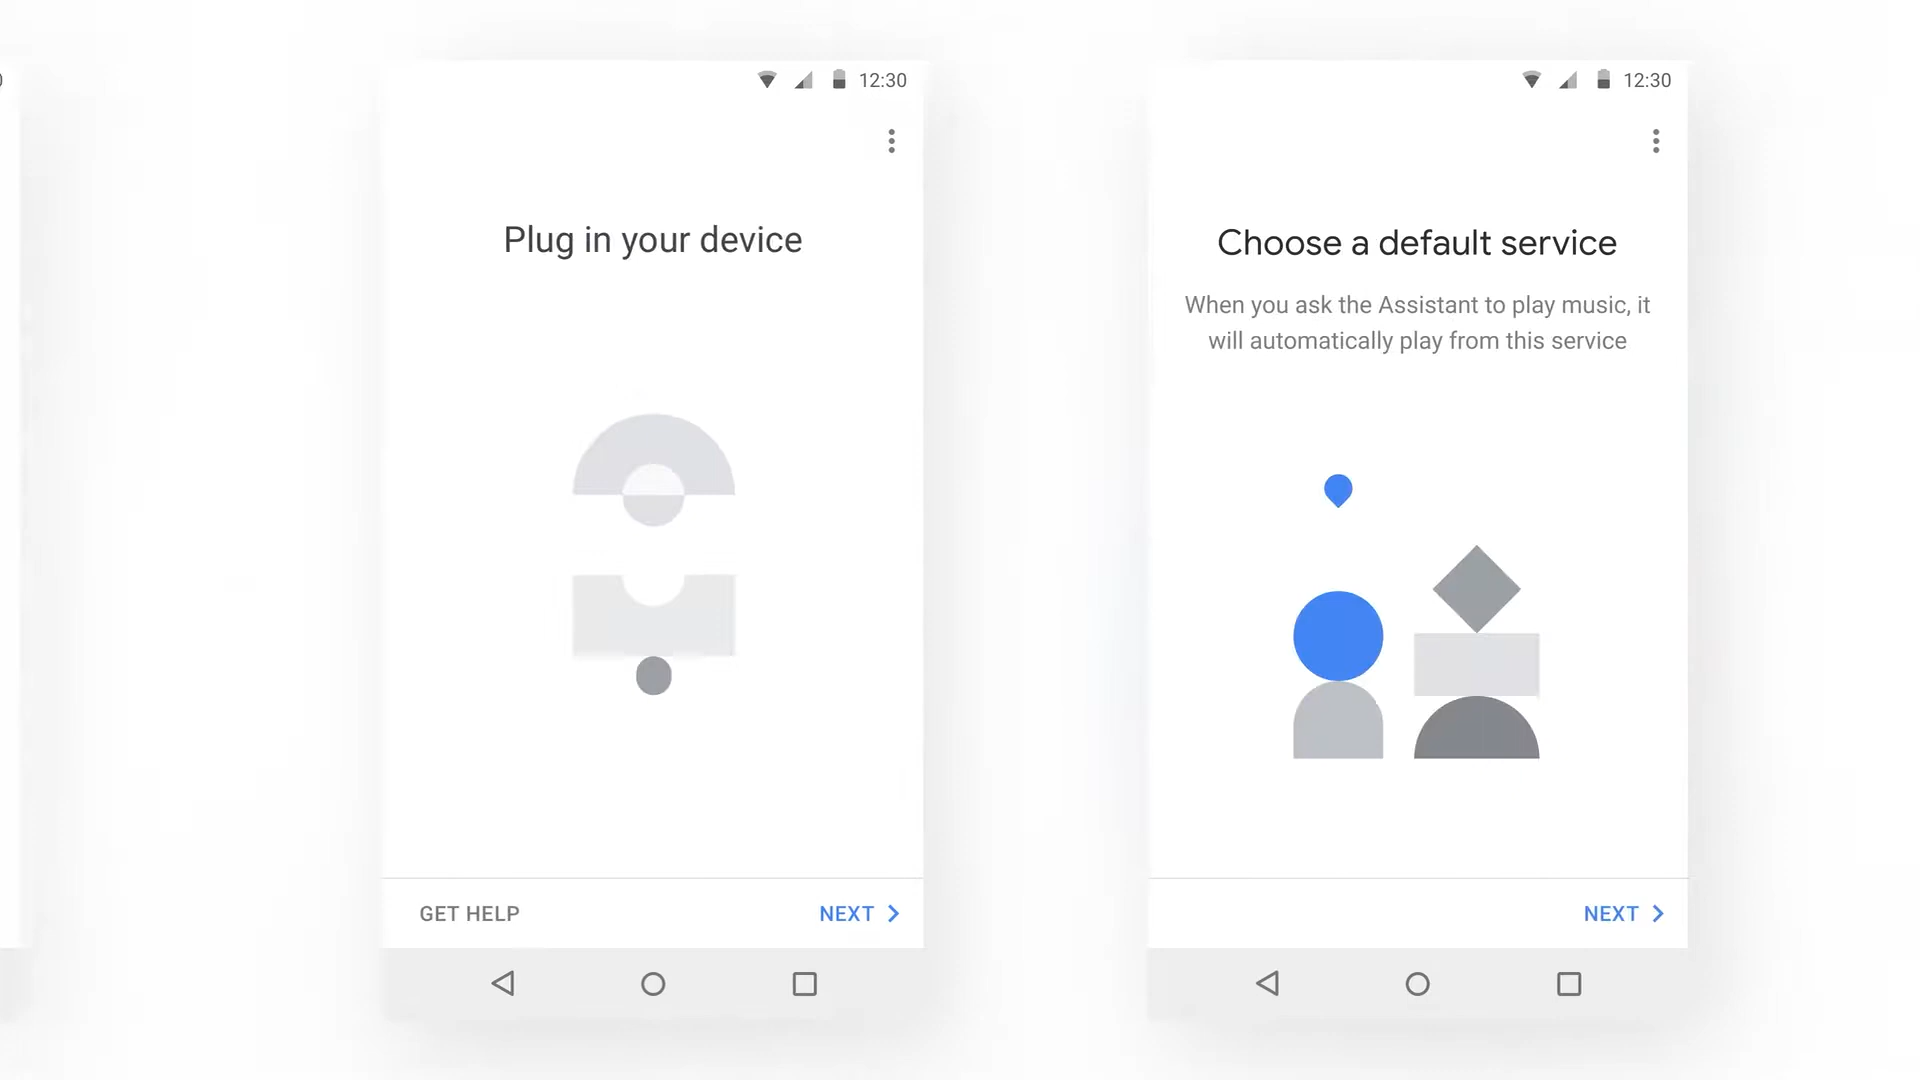 12:30
Plug in your device
GET HELP
NEXT
12:30
Choose a default service
When you ask the Assistant to play music, it
will automatically play from this service
NEXT